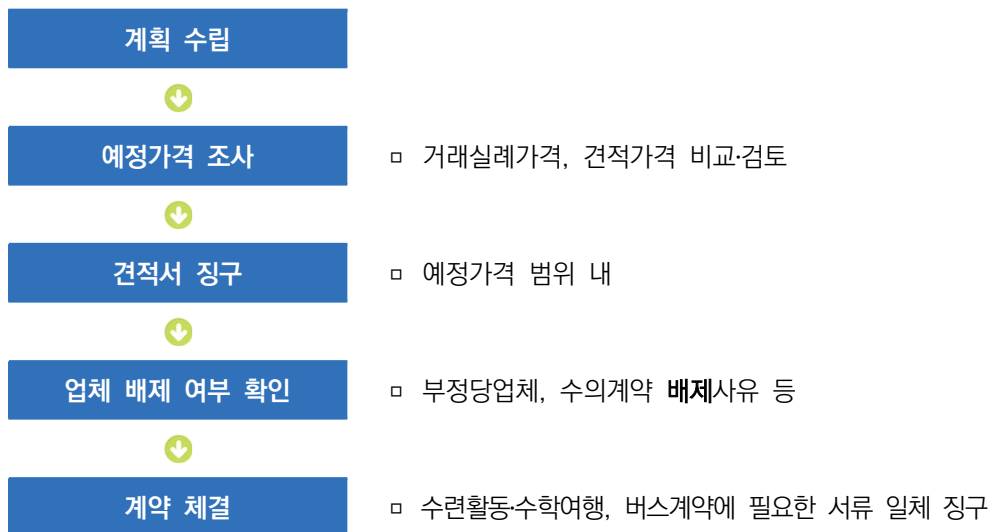 계획 수립
예정가격 조사 ▫ 거래실례가격, 견적가격 비교·검토
견적서 징구 ▫ 예정가격 범위 내
업체 배제 여부 확인 ▫ 부정당업체, 수의계약 배제사유 등
계약 체결 ▫ 수련활동·수학여행, 버스계약에 필요한 서류 일체 징구